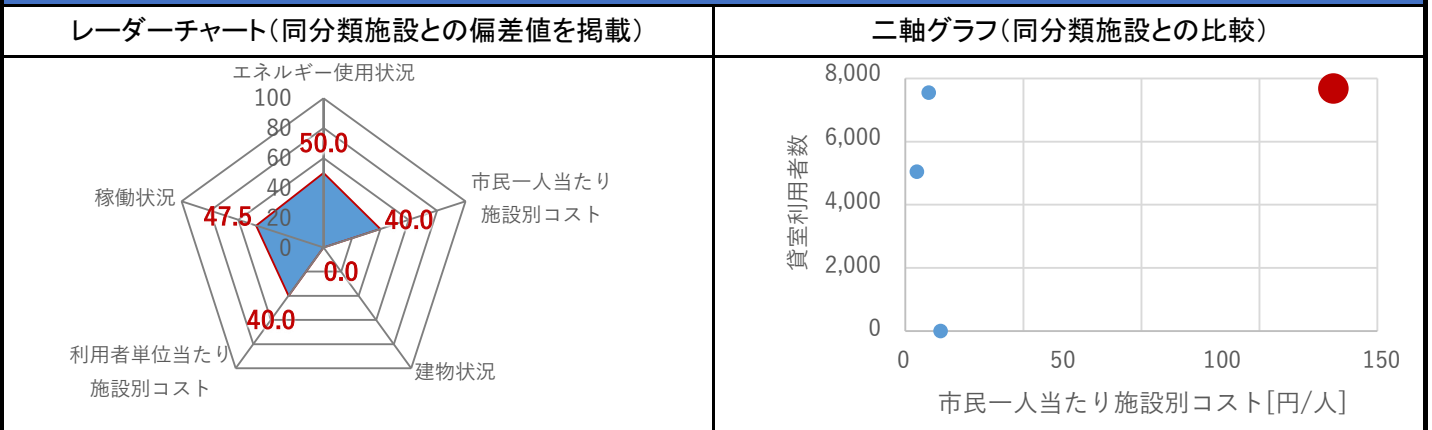 レーダーチャート(同分類施設との偏差値を掲載)
二軸グラフ(同分類施設との比較)
エネルギー使用状況
100
80
60
40
20
0
50.0
市民一人当たり
施設別コスト
40.0
稼働状況
47.5
0.0
40.0
利用者単位当たり
施設別コスト
建物状況
貸室利用者数
8,000
6,000
4,000
2,000
0
0
50
100
150
市民一人当たり施設別コスト[円/人]